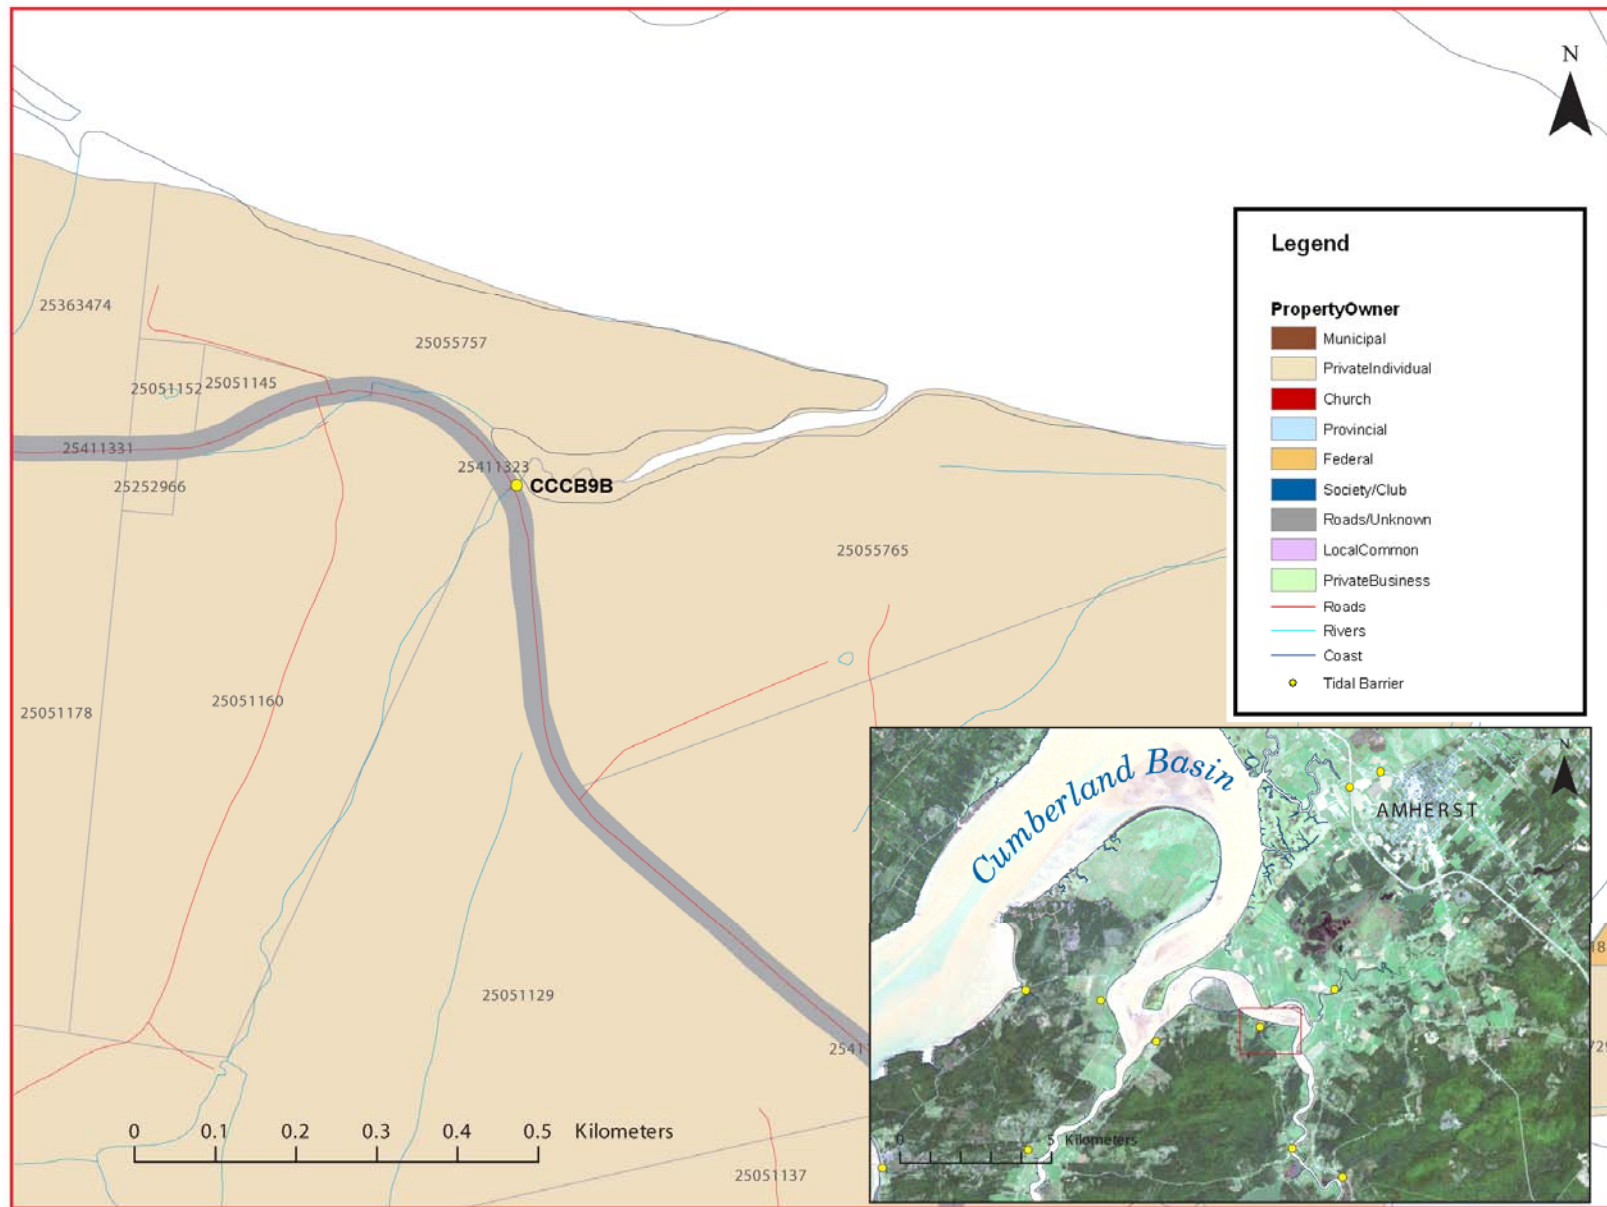 N
Legend
PropertyOwner
Municipal
PrivateIndividual
Church
Provincial
Federal
Society/Club
Roads/Unknown
LocalCommon
PrivateBusiness
Roads
Rivers
Coast
Tidal Barrier
25363474
25055757
25051152
25051145
25411331
25411323
25252966
CCCB9B
25055765
25051178
25051160
25051129
25411
25051137
0 0.1 0.2 0.3 0.4 0.5 Kilometers
Cumberland Basin
N
AMHERST
0 5 Kilometers